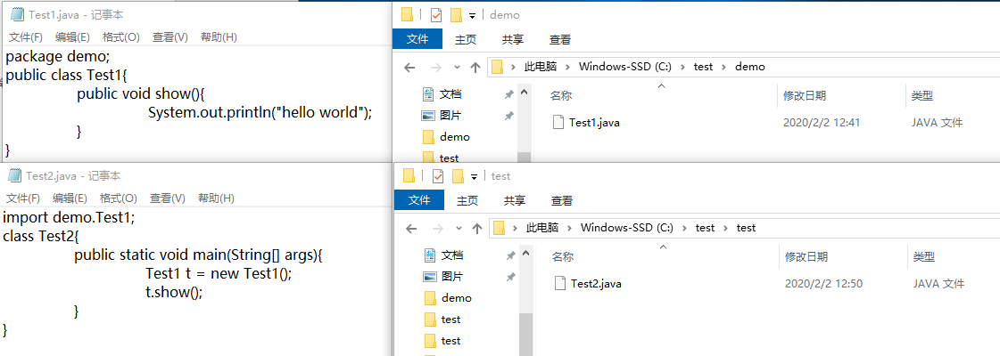 Test1.java - 记事本
文件(F) 编辑(E) 格式(O) 查看(V) 帮助(H)
package demo;
public class Test1{
public void show(){
System.out.println("hello world");
}
}
demo
文件 主页 共享 查看
此电脑 Windows-SSD (C:) test demo
文档
图片
demo
test
名称 修改日期 类型
Test1.java 2020/2/2 12:41 JAVA 文件
Test2.java - 记事本
文件(F) 编辑(E) 格式(O) 查看(V) 帮助(H)
import demo.Test1;
class Test2{
public static void main(String[] args){
Test1 t = new Test1();
t.show();
}
}
test
文件 主页 共享 查看
此电脑 Windows-SSD (C:) test test
文档
图片
demo
test
test
名称 修改日期 类型
Test2.java 2020/2/2 12:50 JAVA 文件